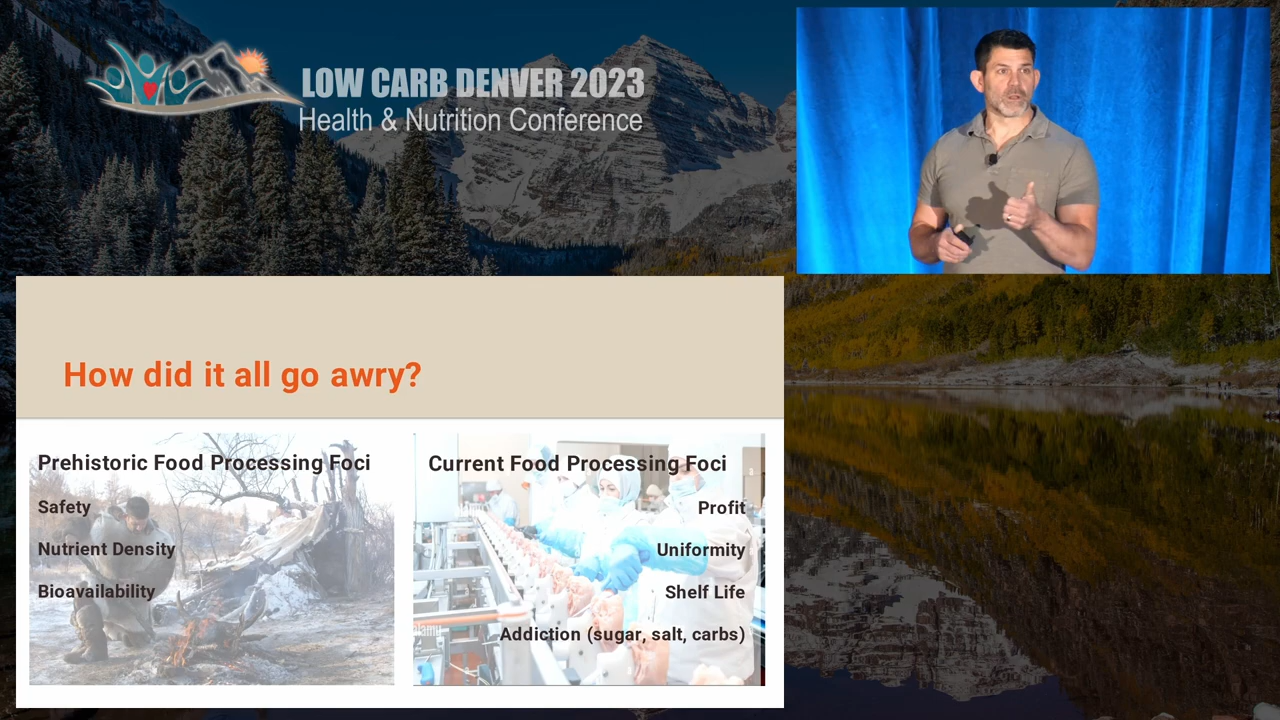 LOW CARB DENVER 2023
Health & Nutrition Conference
How did it all go awry?
Prehistoric Food Processing Foci
Safety
Nutrient Density
Bioavailability
Current Food Processing Foci
Profit
Uniformity
Shelf Life
Addiction (sugar, salt, carbs)
alamy